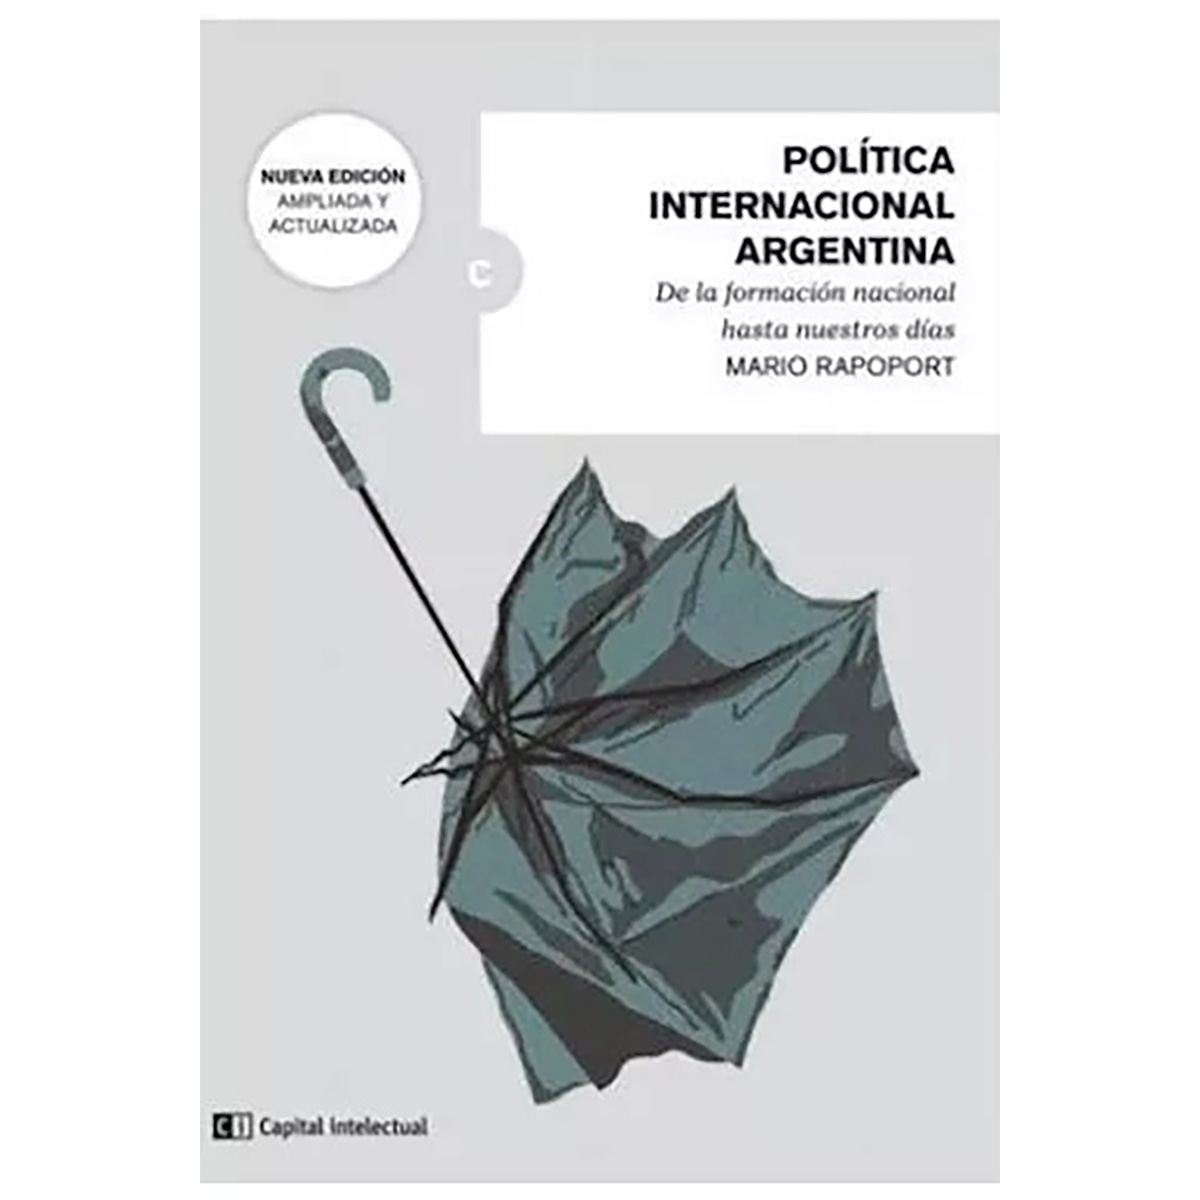 NUEVA EDICIÓN
AMPLIADA Y
ACTUALIZADA
POLÍTICA
INTERNACIONAL
ARGENTINA
De la formación nacional
hasta nuestros días
MARIO RAPOPORT
C
Ci Capital intelectual